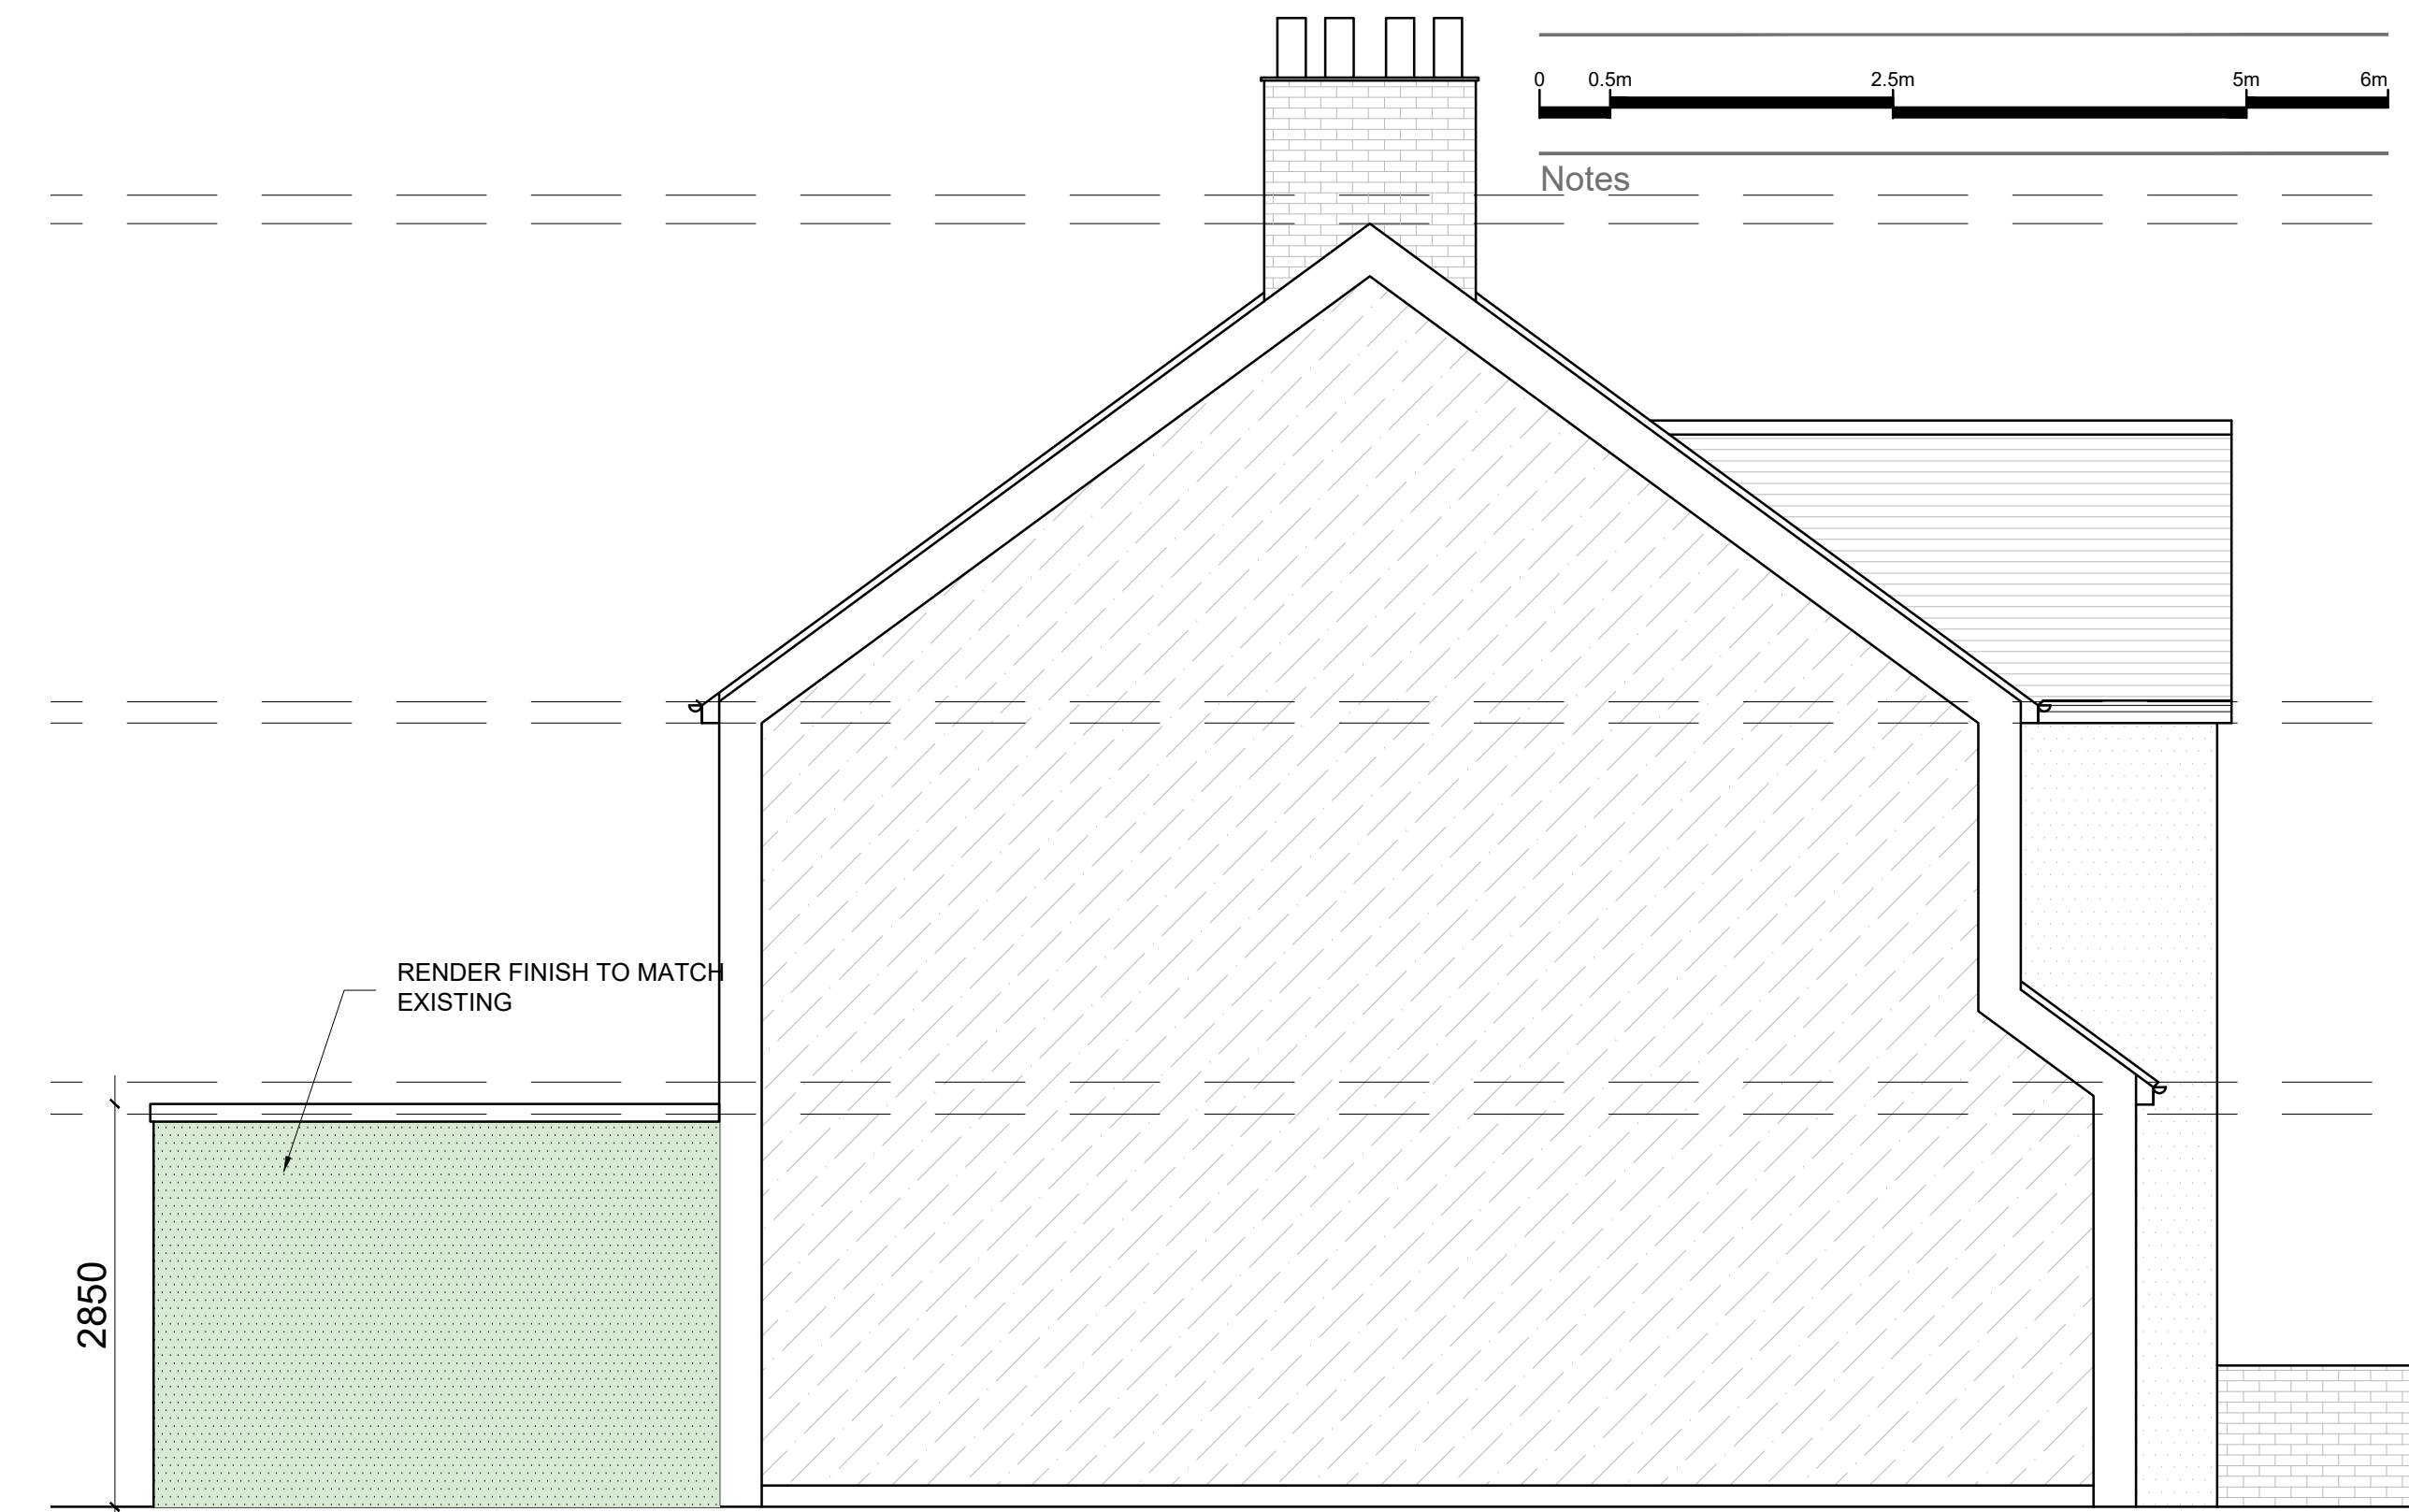 0 0.5m 2.5m 5m 6m
Notes
RENDER FINISH TO MATCH
EXISTING
2850